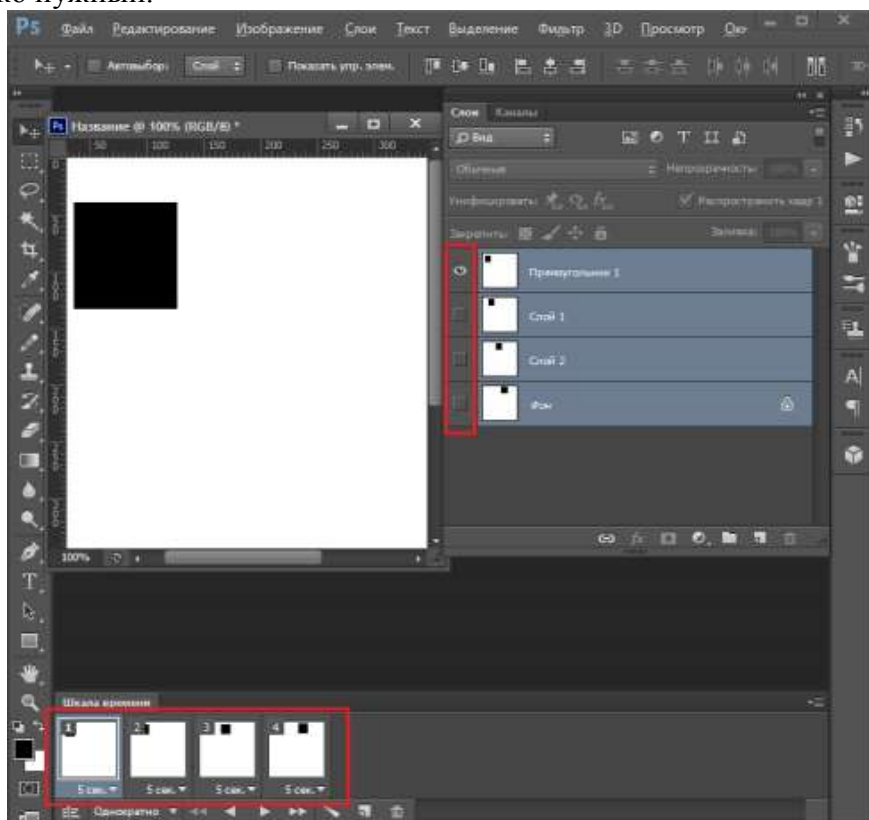 ко нужный.
Ps Файл Редактирование Изображение Слои Текст Выделение Фильтр 3D Просмотр Ок
Автовыбор: Слой Показать упр. элем. 3D-
Слои Каналы
Название @ 100% (RGB/8) *
50 100 150 200 250 300
Вид
Обычные Непрозрачность:
Унифицировать: Распространить кадр 1
Закрепить: Заливка:
Прямоугольник 1
Слой 1
Слой 2
Фон
100%
Шкала времени
1 2 3 4
5 сек. 5 сек. 5 сек. 5 сек.
Однократно